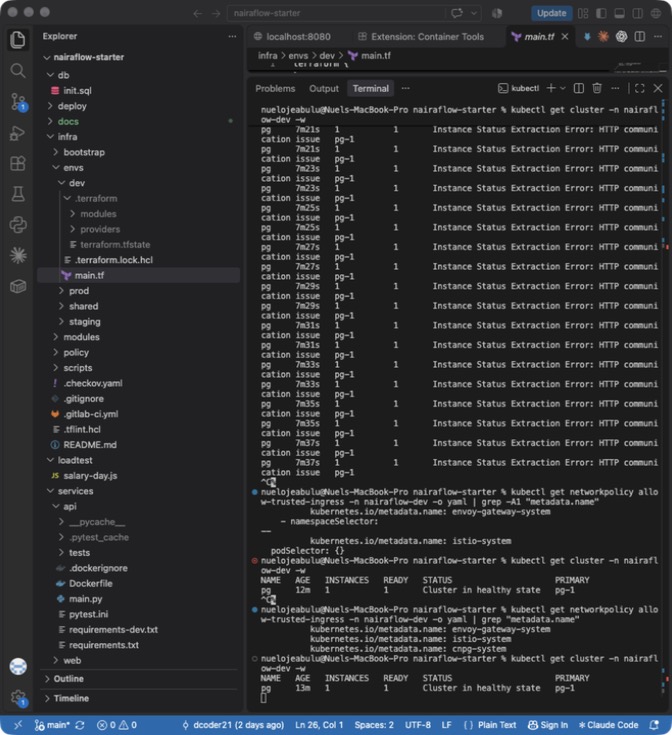 nairaflow-starter
Update
Explorer
localhost:8080
Extension: Container Tools
main.tf
nairaflow-starter
infra > envs > dev > main.tf
db
terraform {
init.sql
Problems Output Terminal
kubectl
deploy
docs
infra
bootstrap
envs
dev
.terraform
modules
providers
terraform.tfstate
.terraform.lock.hcl
main.tf
prod
shared
staging
modules
policy
scripts
.checkov.yaml
.gitignore
.gitlab-ci.yml
.tflint.hcl
README.md
loadtest
JS salary-day.js
services
api
__pycache__
.pytest_cache
tests
.dockerignore
Dockerfile
main.py
pytest.ini
requirements-dev.txt
requirements.txt
web
Outline
Timeline
nuelojeabulu@Nuels-MacBook-Pro nairaflow-starter % kubectl get cluster -n nairafl
ow-dev -w
pg 7m21s 1 1 Instance Status Extraction Error: HTTP communi
cation issue pg-1
pg 7m21s 1 1 Instance Status Extraction Error: HTTP communi
cation issue pg-1
pg 7m23s 1 1 Instance Status Extraction Error: HTTP communi
cation issue pg-1
pg 7m23s 1 1 Instance Status Extraction Error: HTTP communi
cation issue pg-1
pg 7m25s 1 1 Instance Status Extraction Error: HTTP communi
cation issue pg-1
pg 7m25s 1 1 Instance Status Extraction Error: HTTP communi
cation issue pg-1
pg 7m27s 1 1 Instance Status Extraction Error: HTTP communi
cation issue pg-1
pg 7m27s 1 1 Instance Status Extraction Error: HTTP communi
cation issue pg-1
pg 7m29s 1 1 Instance Status Extraction Error: HTTP communi
cation issue pg-1
pg 7m29s 1 1 Instance Status Extraction Error: HTTP communi
cation issue pg-1
pg 7m31s 1 1 Instance Status Extraction Error: HTTP communi
cation issue pg-1
pg 7m31s 1 1 Instance Status Extraction Error: HTTP communi
cation issue pg-1
pg 7m33s 1 1 Instance Status Extraction Error: HTTP communi
cation issue pg-1
pg 7m33s 1 1 Instance Status Extraction Error: HTTP communi
cation issue pg-1
pg 7m35s 1 1 Instance Status Extraction Error: HTTP communi
cation issue pg-1
pg 7m35s 1 1 Instance Status Extraction Error: HTTP communi
cation issue pg-1
pg 7m37s 1 1 Instance Status Extraction Error: HTTP communi
cation issue pg-1
pg 7m37s 1 1 Instance Status Extraction Error: HTTP communi
cation issue pg-1
^C
nuelojeabulu@Nuels-MacBook-Pro nairaflow-starter % kubectl get networkpolicy allo
w-trusted-ingress -n nairaflow-dev -o yaml | grep -A1 "metadata.name"
kubernetes.io/metadata.name: envoy-gateway-system
- namespaceSelector:
--
kubernetes.io/metadata.name: istio-system
podSelector: {}
nuelojeabulu@Nuels-MacBook-Pro nairaflow-starter % kubectl get cluster -n nairafl
ow-dev -w
NAME AGE INSTANCES READY STATUS PRIMARY
pg 12m 1 1 Cluster in healthy state pg-1
^C
nuelojeabulu@Nuels-MacBook-Pro nairaflow-starter % kubectl get networkpolicy allo
w-trusted-ingress -n nairaflow-dev -o yaml | grep "metadata.name"
kubernetes.io/metadata.name: envoy-gateway-system
kubernetes.io/metadata.name: istio-system
kubernetes.io/metadata.name: cnpg-system
nuelojeabulu@Nuels-MacBook-Pro nairaflow-starter % kubectl get cluster -n nairafl
ow-dev -w
NAME AGE INSTANCES READY STATUS PRIMARY
pg 13m 1 1 Cluster in healthy state pg-1
main* 0 0 dcoder21 (2 days ago) Ln 26, Col 1 Spaces: 2 UTF-8 LF {} Plain Text Sign In Claude Code